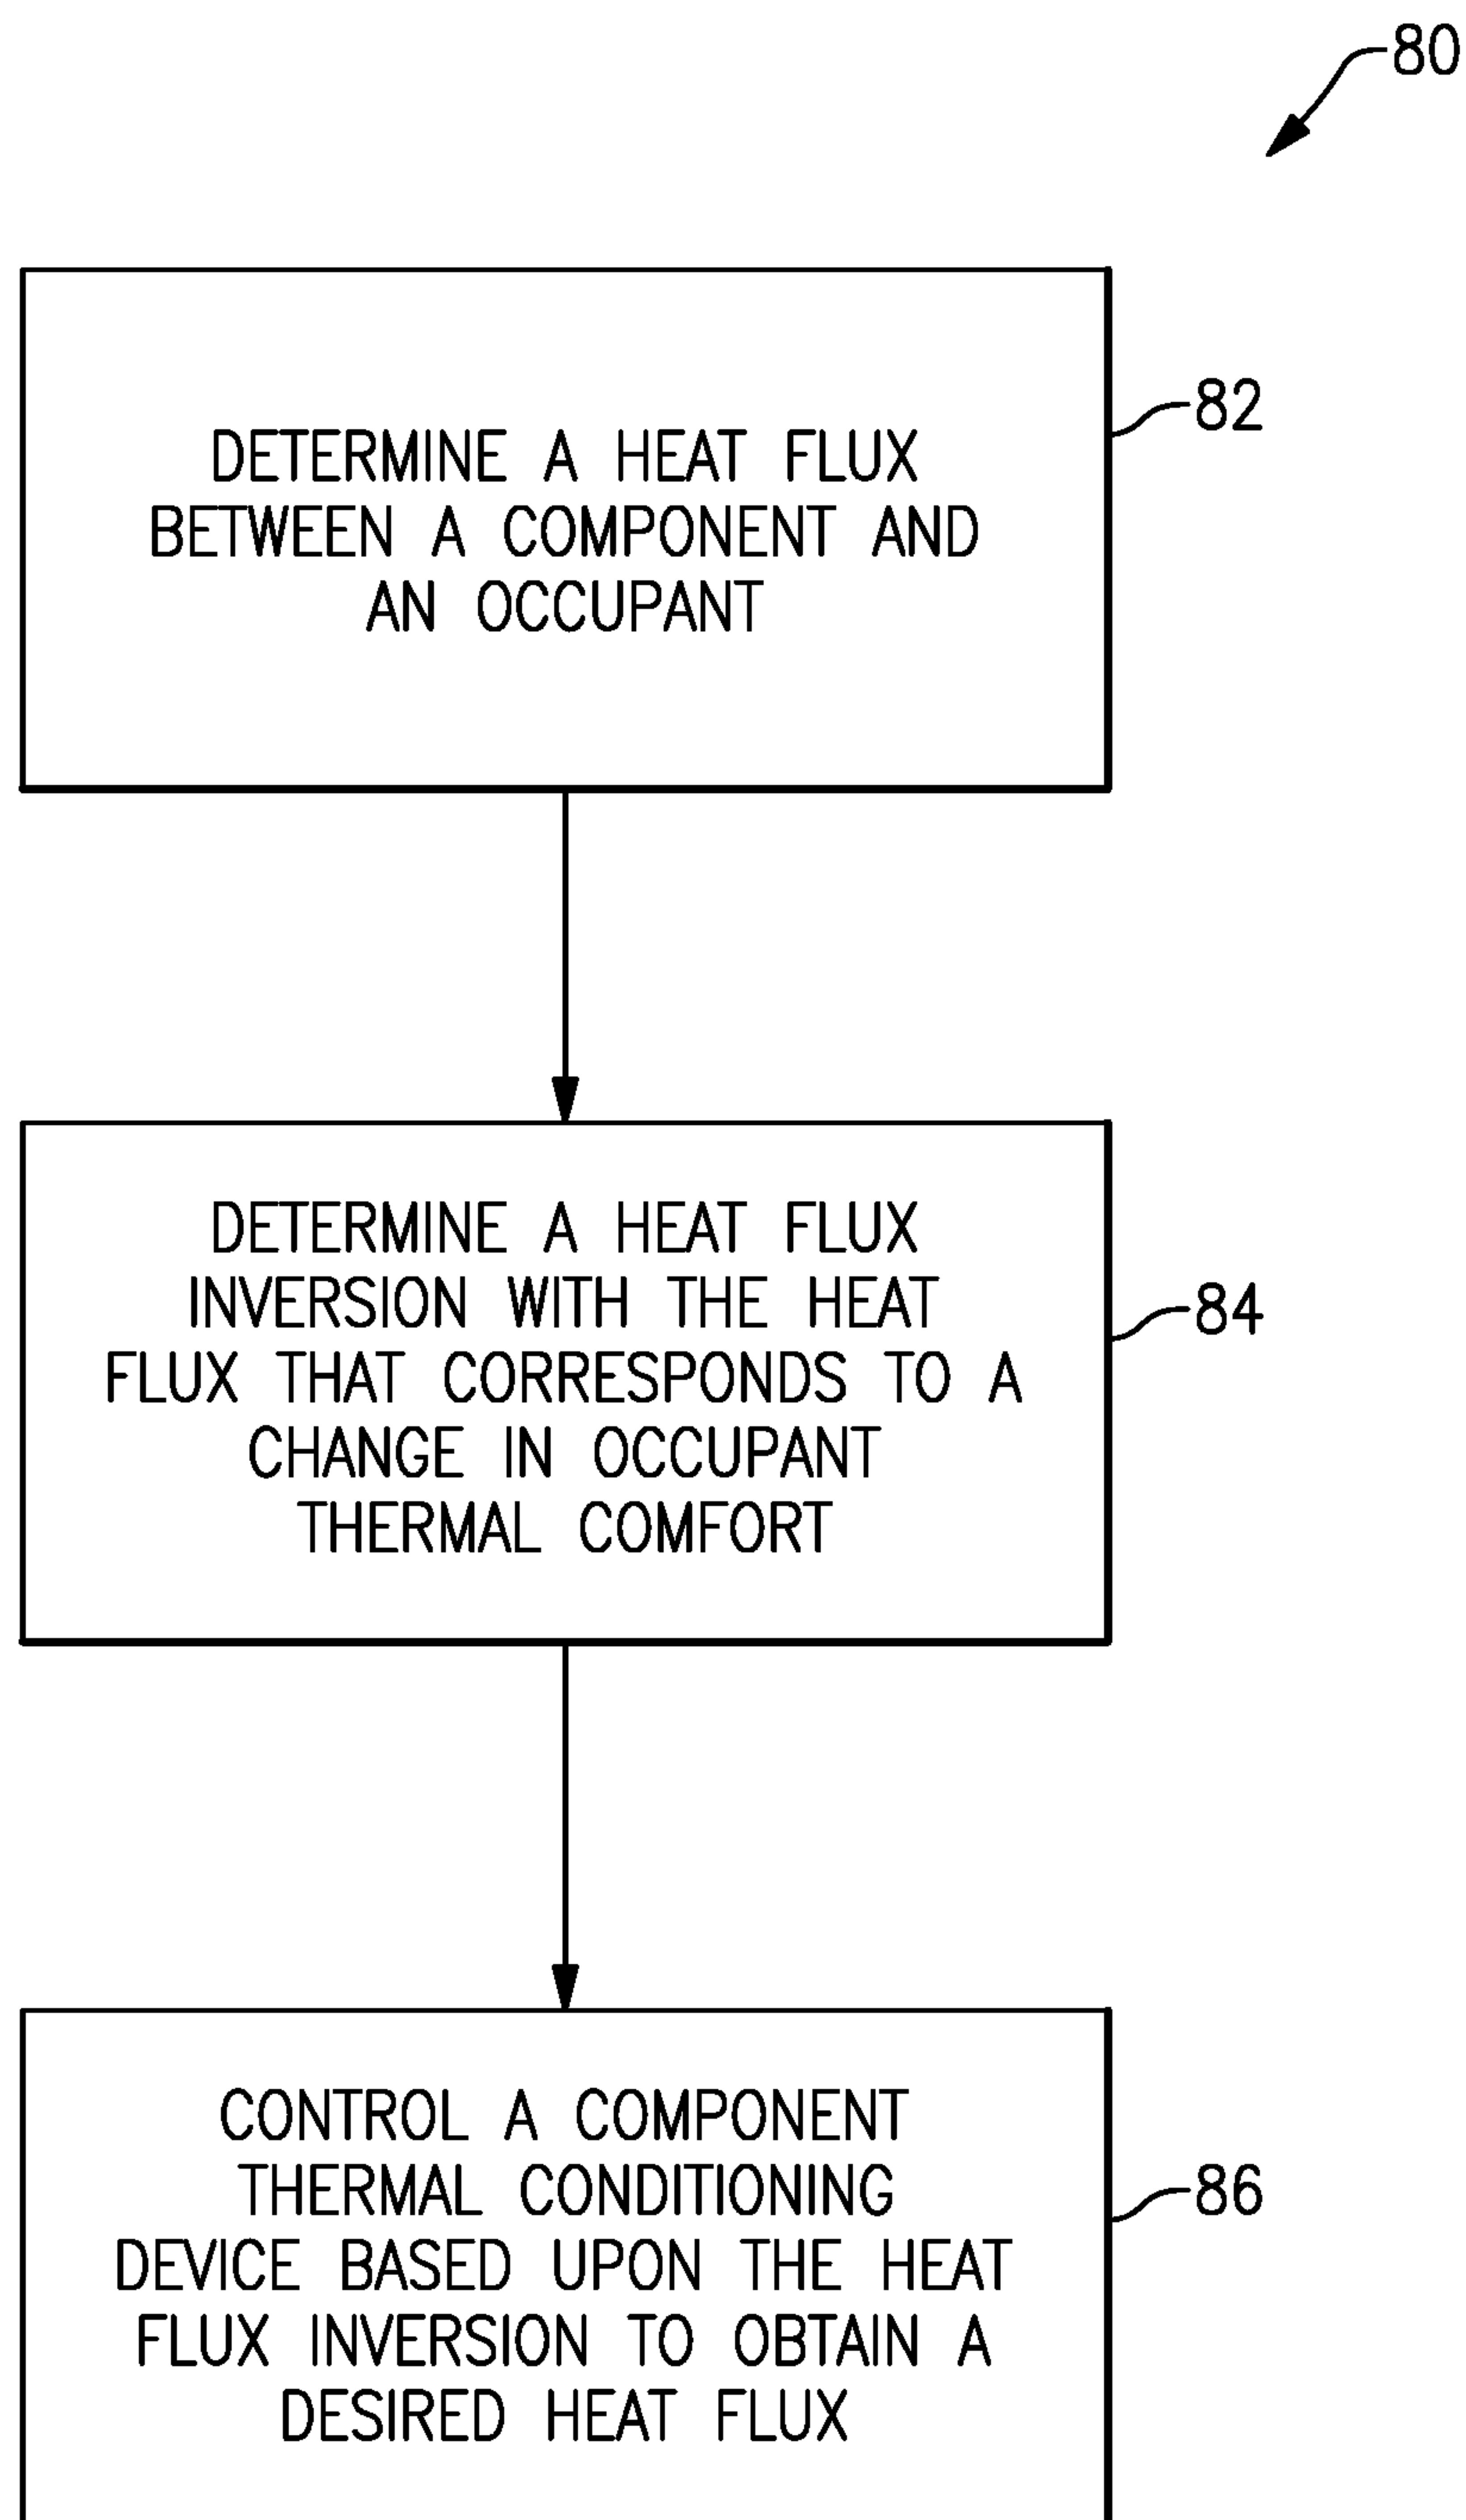 80
DETERMINE A HEAT FLUX
BETWEEN A COMPONENT AND
AN OCCUPANT
82
DETERMINE A HEAT FLUX
INVERSION WITH THE HEAT
FLUX THAT CORRESPONDS TO A
CHANGE IN OCCUPANT
THERMAL COMFORT
84
CONTROL A COMPONENT
THERMAL CONDITIONING
DEVICE BASED UPON THE HEAT
FLUX INVERSION TO OBTAIN A
DESIRED HEAT FLUX
86